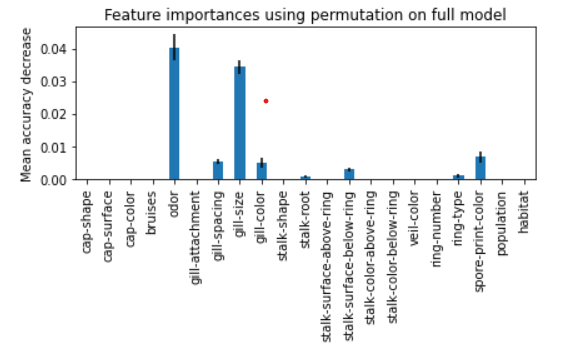 Feature importances using permutation on full model
Mean accuracy decrease
0.04
0.03
0.02
0.01
0.00
cap-shape
cap-surface
cap-color
bruises
odor
gill-attachment
gill-spacing
gill-size
gill-color
stalk-shape
stalk-root
stalk-surface-above-ring
stalk-surface-below-ring
stalk-color-above-ring
stalk-color-below-ring
veil-color
ring-number
ring-type
spore-print-color
population
habitat